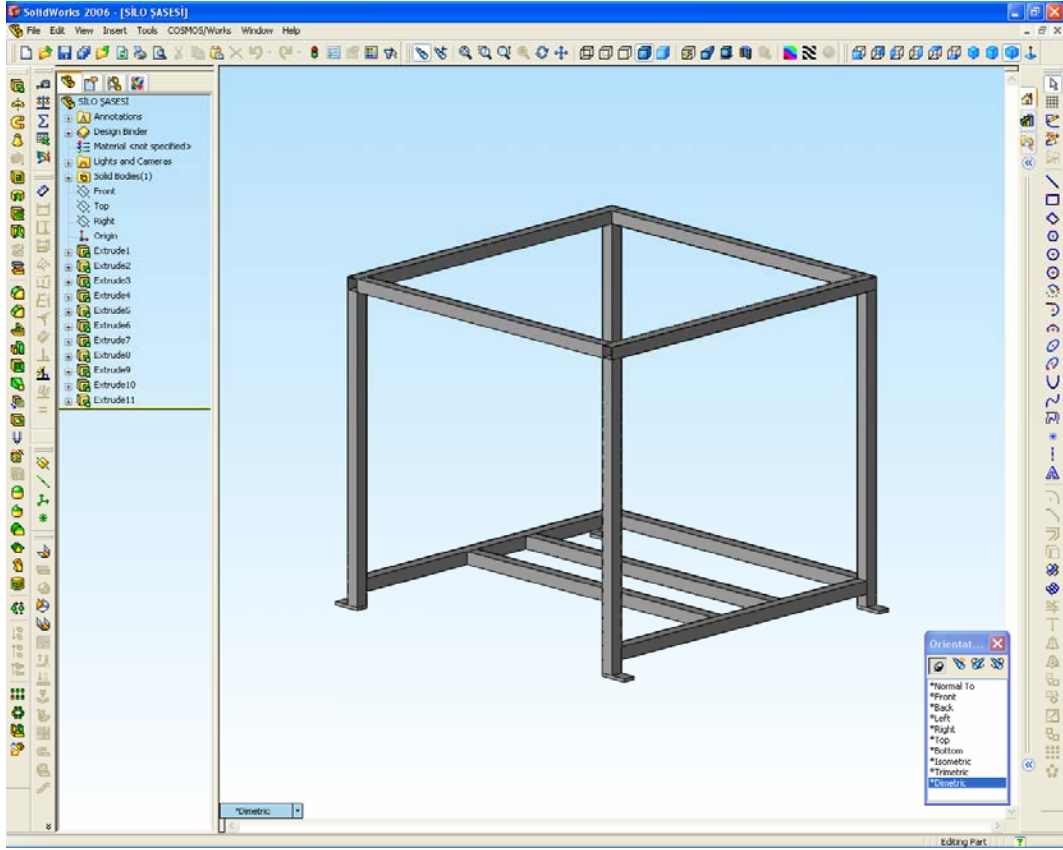 SolidWorks 2006 - [SİLO ŞASESİ]
File Edit View Insert Tools COSMOS/Works Window Help
SİLO ŞASESİ
Annotations
Design Binder
Material <not specified>
Lights and Cameras
Solid Bodies(1)
Front
Top
Right
Origin
Extrude1
Extrude2
Extrude3
Extrude4
Extrude5
Extrude6
Extrude7
Extrude8
Extrude9
Extrude10
Extrude11
Orientat...
*Normal To
*Front
*Back
*Left
*Right
*Top
*Bottom
*Isometric
*Trimetric
*Dimetric
*Dimetric
Editing Part